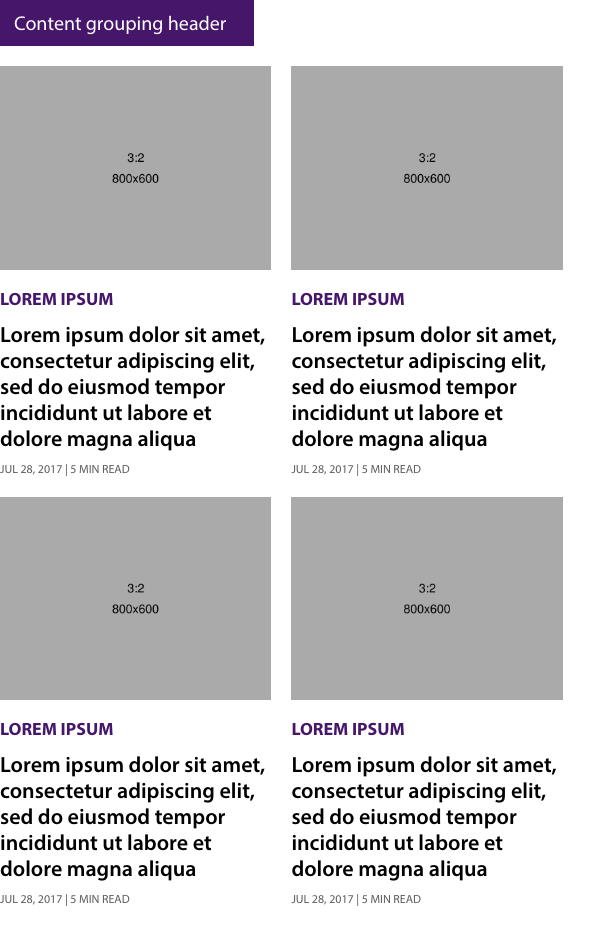 Content grouping header
3:2
800x600
LOREM IPSUM
Lorem ipsum dolor sit amet,
consectetur adipiscing elit,
sed do eiusmod tempor
incididunt ut labore et
dolore magna aliqua
JUL 28, 2017 | 5 MIN READ
3:2
800x600
LOREM IPSUM
Lorem ipsum dolor sit amet,
consectetur adipiscing elit,
sed do eiusmod tempor
incididunt ut labore et
dolore magna aliqua
JUL 28, 2017 | 5 MIN READ
3:2
800x600
LOREM IPSUM
Lorem ipsum dolor sit amet,
consectetur adipiscing elit,
sed do eiusmod tempor
incididunt ut labore et
dolore magna aliqua
JUL 28, 2017 | 5 MIN READ
3:2
800x600
LOREM IPSUM
Lorem ipsum dolor sit amet,
consectetur adipiscing elit,
sed do eiusmod tempor
incididunt ut labore et
dolore magna aliqua
JUL 28, 2017 | 5 MIN READ